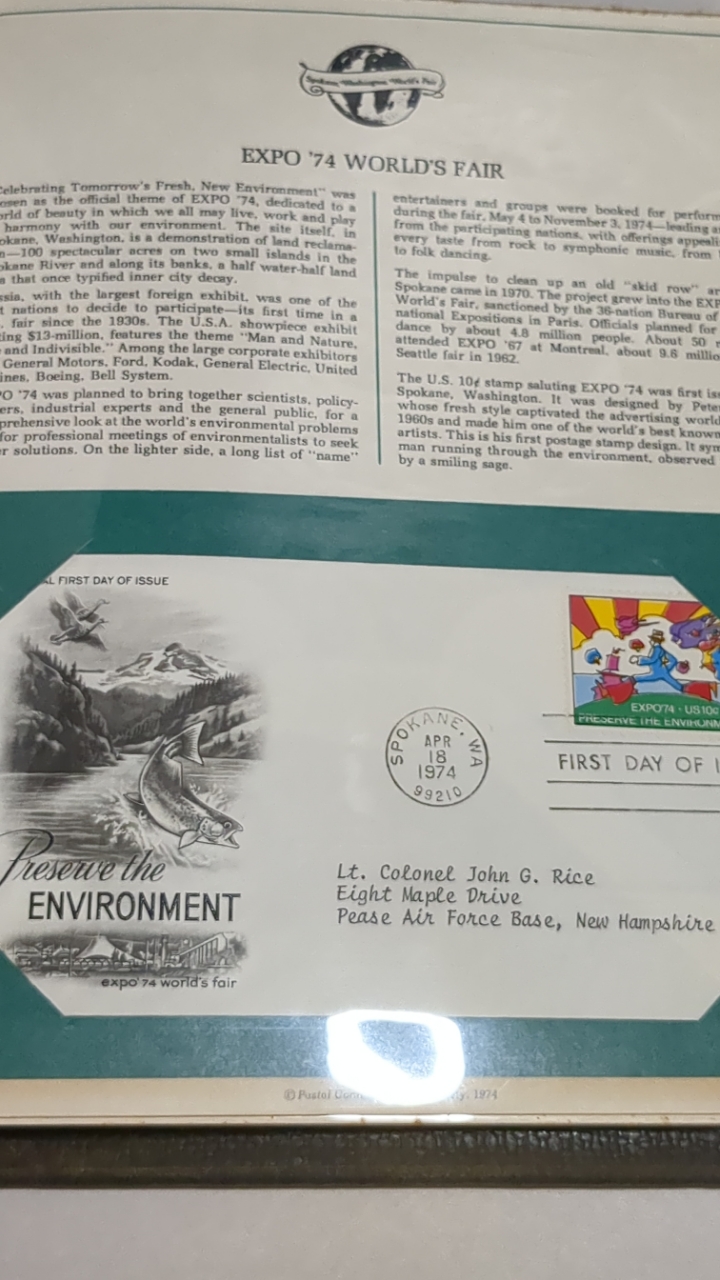 Spokane Washington World's Fair
EXPO '74 WORLD'S FAIR
elebrating Tomorrow's Fresh, New Environment" was
osen as the official theme of EXPO '74, dedicated to a
rld of beauty in which we all may live, work and play
harmony with our environment. The site itself, in
okane, Washington, is a demonstration of land reclama-
n—100 spectacular acres on two small islands in the
okane River and along its banks, a half water-half land
a that once typified inner city decay.
ssia, with the largest foreign exhibit, was one of the
t nations to decide to participate—its first time in a
. fair since the 1930s. The U.S.A. showpiece exhibit
ting $13-million, features the theme "Man and Nature,
and Indivisible." Among the large corporate exhibitors
General Motors, Ford, Kodak, General Electric, United
ines, Boeing, Bell System.
PO '74 was planned to bring together scientists, policy-
ers, industrial experts and the general public, for a
prehensive look at the world's environmental problems
for professional meetings of environmentalists to seek
r solutions. On the lighter side, a long list of "name"
entertainers and groups were booked for perform
during the fair, May 4 to November 3, 1974—leading a
from the participating nations, with offerings appeali
every taste from rock to symphonic music, from
to folk dancing.
The impulse to clean up an old "skid row" ar
Spokane came in 1970. The project grew into the EXP
World's Fair, sanctioned by the 36-nation Bureau of
national Expositions in Paris. Officials planned for
dance by about 4.8 million people. About 50 m
attended EXPO '67 at Montreal, about 9.6 millio
Seattle fair in 1962.
The U.S. 10¢ stamp saluting EXPO '74 was first iss
Spokane, Washington. It was designed by Pete
whose fresh style captivated the advertising world
1960s and made him one of the world's best known
artists. This is his first postage stamp design. It sym
man running through the environment, observed
by a smiling sage.
AL FIRST DAY OF ISSUE
EXPO'74 · US10¢
PRESERVE THE ENVIRONM
SPOKANE, WA
APR
18
1974
99210
FIRST DAY OF I
Preserve the
ENVIRONMENT
expo '74 world's fair
Lt. Colonel John G. Rice
Eight Maple Drive
Pease Air Force Base, New Hampshire
© Postal 1974